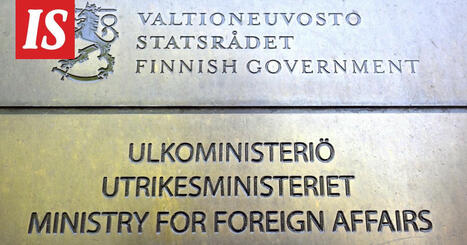 IS
VALTIONEUVOSTO
STATSRÅDET
FINNISH GOVERNMENT
ULKOMINISTERIÖ
UTRIKESMINISTERIET
MINISTRY FOR FOREIGN AFFAIRS